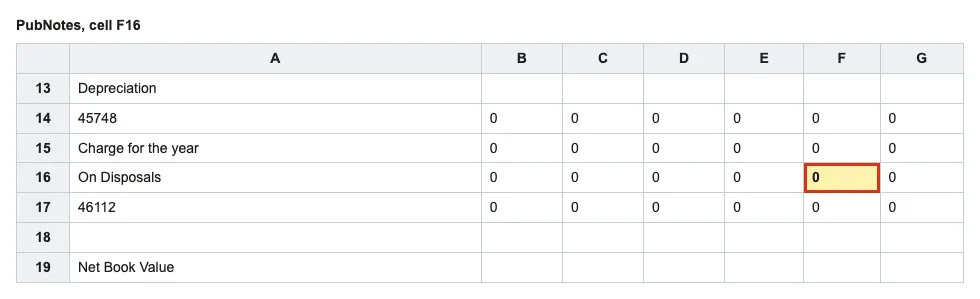 PubNotes, cell F16
A B C D E F G
13 Depreciation
14 45748 0 0 0 0 0 0
15 Charge for the year 0 0 0 0 0 0
16 On Disposals 0 0 0 0 0 0
17 46112 0 0 0 0 0 0
18
19 Net Book Value